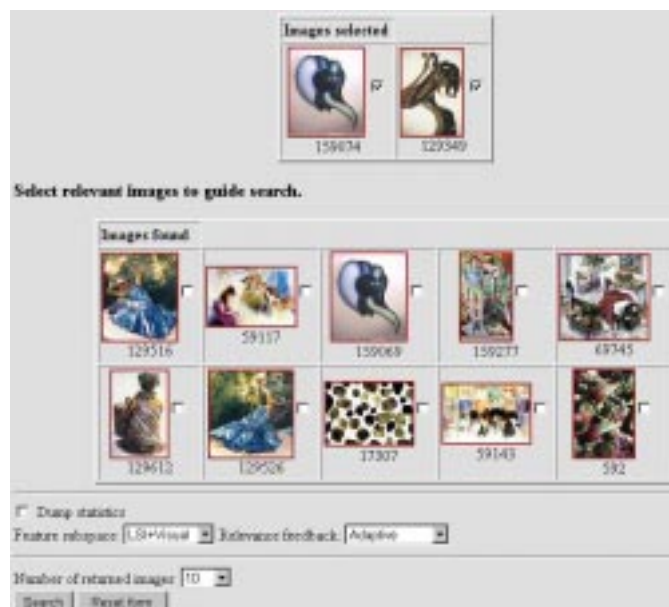 Images selected
159074 129349
Select relevant images to guide search.
Images found
129516 59117 159069 159277 69745
129612 129526 17307 59143 592
Dump statistics
Feature subspace LSI+Visual Relevance feedback Adaptive
Number of returned images 10
Search Reset form